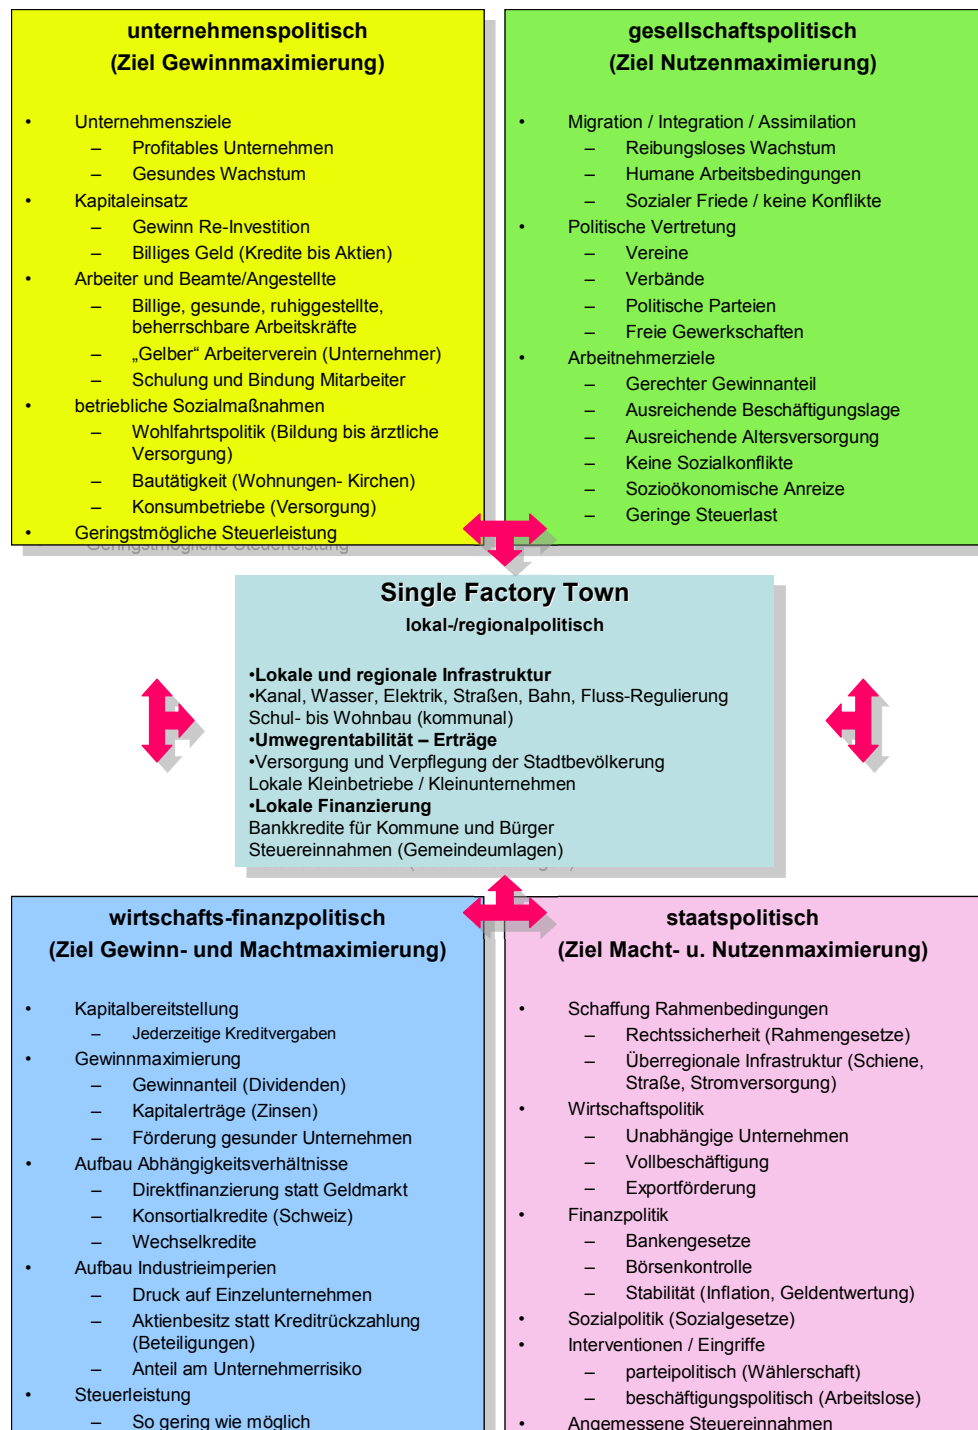 unternehmenspolitisch
(Ziel Gewinnmaximierung)
• Unternehmensziele
– Profitables Unternehmen
– Gesundes Wachstum
• Kapitaleinsatz
– Gewinn Re-Investition
– Billiges Geld (Kredite bis Aktien)
• Arbeiter und Beamte/Angestellte
– Billige, gesunde, ruhiggestellte,
beherrschbare Arbeitskräfte
– „Gelber“ Arbeiterverein (Unternehmer)
– Schulung und Bindung Mitarbeiter
• betriebliche Sozialmaßnahmen
– Wohlfahrtspolitik (Bildung bis ärztliche
Versorgung)
– Bautätigkeit (Wohnungen- Kirchen)
– Konsumbetriebe (Versorgung)
• Geringstmögliche Steuerleistung
gesellschaftspolitisch
(Ziel Nutzenmaximierung)
• Migration / Integration / Assimilation
– Reibungsloses Wachstum
– Humane Arbeitsbedingungen
– Sozialer Friede / keine Konflikte
• Politische Vertretung
– Vereine
– Verbände
– Politische Parteien
– Freie Gewerkschaften
• Arbeitnehmerziele
– Gerechter Gewinnanteil
– Ausreichende Beschäftigungslage
– Ausreichende Altersversorgung
– Keine Sozialkonflikte
– Sozioökonomische Anreize
– Geringe Steuerlast
Single Factory Town
lokal-/regionalpolitisch
•Lokale und regionale Infrastruktur
•Kanal, Wasser, Elektrik, Straßen, Bahn, Fluss-Regulierung
Schul- bis Wohnbau (kommunal)
•Umwegrentabilität – Erträge
•Versorgung und Verpflegung der Stadtbevölkerung
Lokale Kleinbetriebe / Kleinunternehmen
•Lokale Finanzierung
Bankkredite für Kommune und Bürger
Steuereinnahmen (Gemeindeumlagen)
wirtschafts-finanzpolitisch
(Ziel Gewinn- und Machtmaximierung)
• Kapitalbereitstellung
– Jederzeitige Kreditvergaben
• Gewinnmaximierung
– Gewinnanteil (Dividenden)
– Kapitalerträge (Zinsen)
– Förderung gesunder Unternehmen
• Aufbau Abhängigkeitsverhältnisse
– Direktfinanzierung statt Geldmarkt
– Konsortialkredite (Schweiz)
– Wechselkredite
• Aufbau Industrieimperien
– Druck auf Einzelunternehmen
– Aktienbesitz statt Kreditrückzahlung
(Beteiligungen)
– Anteil am Unternehmerrisiko
• Steuerleistung
– So gering wie möglich
staatspolitisch
(Ziel Macht- u. Nutzenmaximierung)
• Schaffung Rahmenbedingungen
– Rechtssicherheit (Rahmengesetze)
– Überregionale Infrastruktur (Schiene,
Straße, Stromversorgung)
• Wirtschaftspolitik
– Unabhängige Unternehmen
– Vollbeschäftigung
– Exportförderung
• Finanzpolitik
– Bankengesetze
– Börsenkontrolle
– Stabilität (Inflation, Geldentwertung)
• Sozialpolitik (Sozialgesetze)
• Interventionen / Eingriffe
– parteipolitisch (Wählerschaft)
– beschäftigungspolitisch (Arbeitslose)
• Angemessene Steuereinnahmen